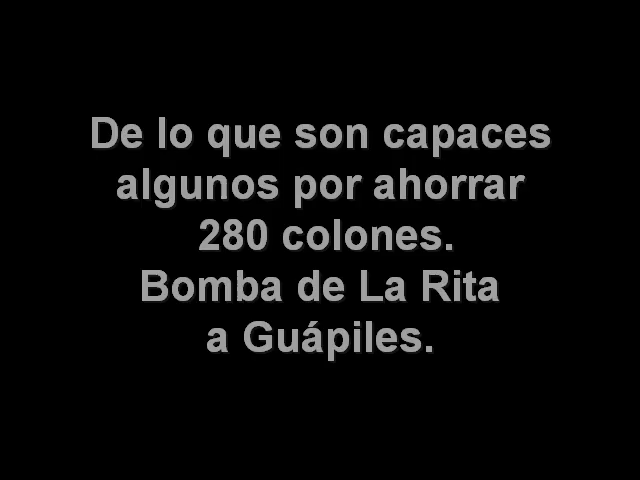 De lo que son capaces
algunos por ahorrar
280 colones.
Bomba de La Rita
a Guápiles.